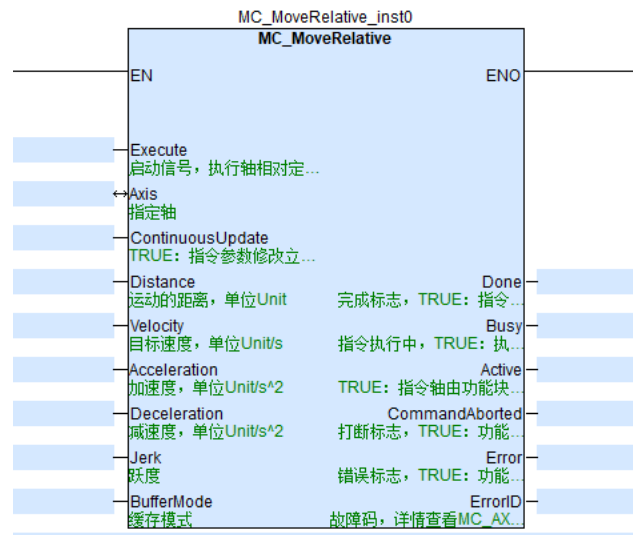 MC_MoveRelative_inst0
MC_MoveRelative
EN ENO
Execute
启动信号，执行轴相对定...
Axis
指定轴
ContinuousUpdate
TRUE：指令参数修改立...
Distance Done
运动的距离，单位Unit 完成标志，TRUE：指令...
Velocity Busy
目标速度，单位Unit/s 指令执行中，TRUE：执...
Acceleration Active
加速度，单位Unit/s^2 TRUE：指令轴由功能块...
Deceleration CommandAborted
减速度，单位Unit/s^2 打断标志，TRUE：功能...
Jerk Error
跃度 错误标志，TRUE：功能...
BufferMode ErrorID
缓存模式 故障码，详情查看MC_AX...